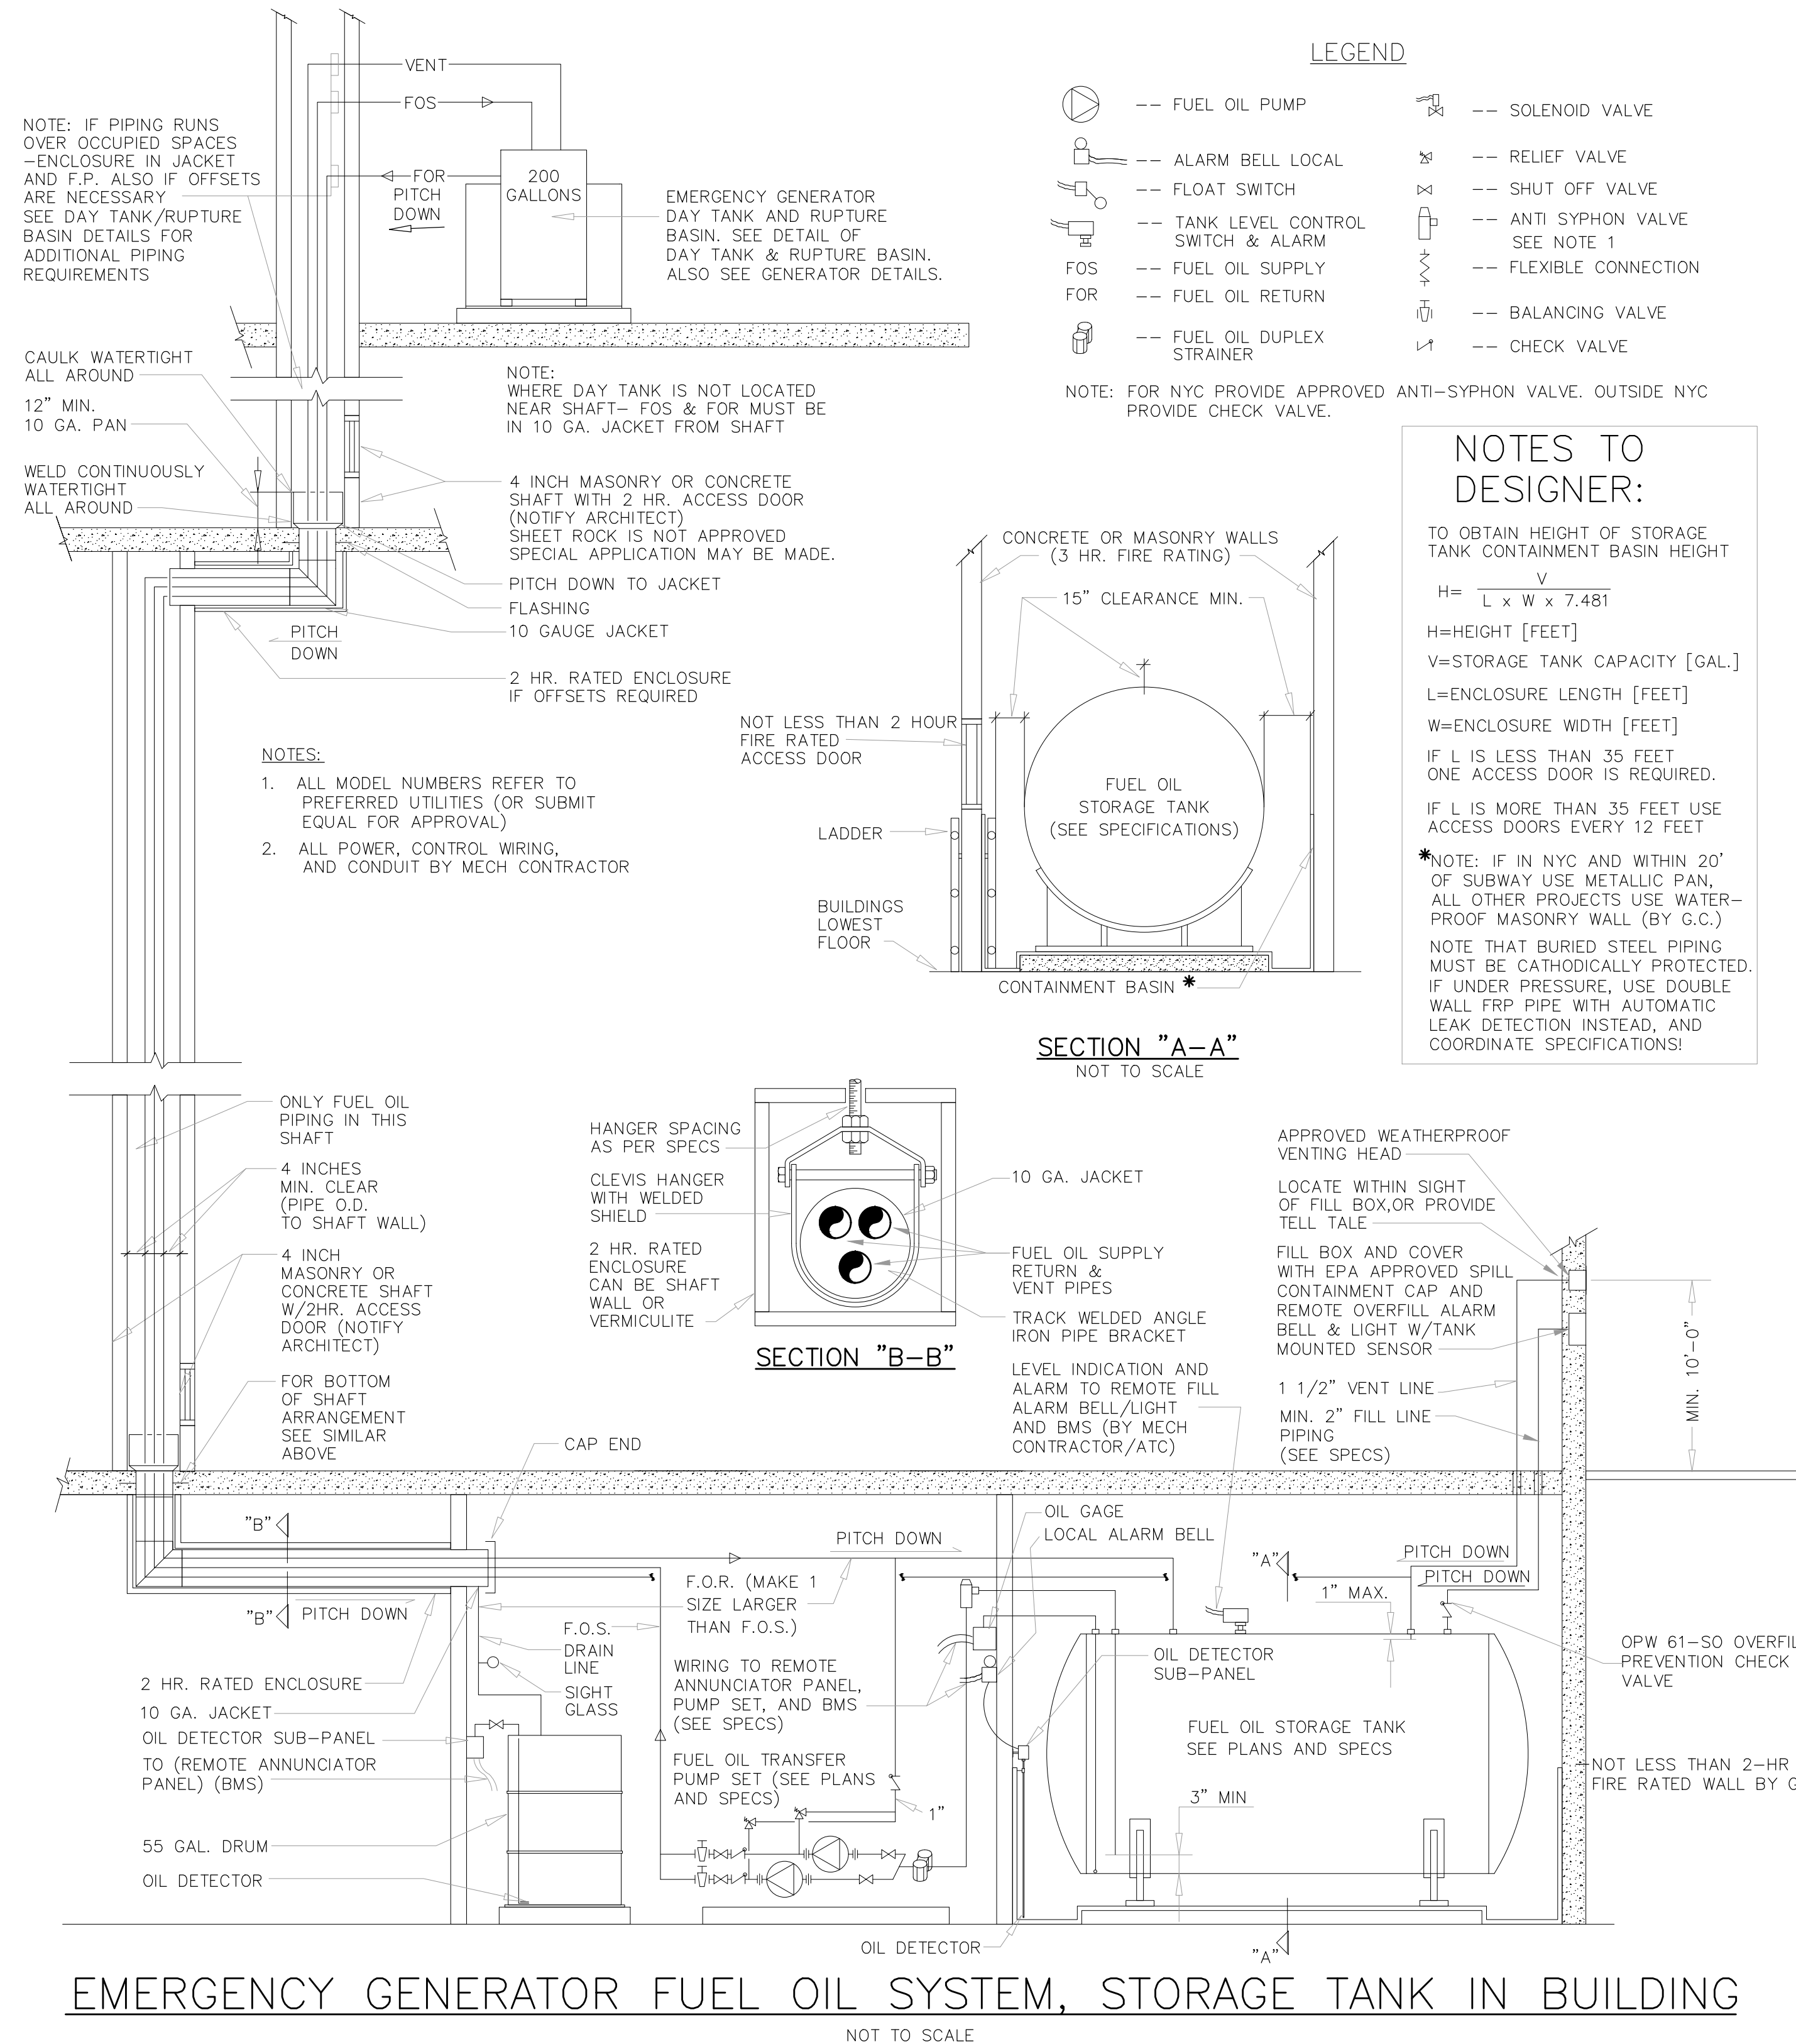 VENT
FOS
FOR
PITCH
DOWN
200
GALLONS
NOTE: IF PIPING RUNS
OVER OCCUPIED SPACES
-ENCLOSURE IN JACKET
AND F.P. ALSO IF OFFSETS
ARE NECESSARY
SEE DAY TANK/RUPTURE
BASIN DETAILS FOR
ADDITIONAL PIPING
REQUIREMENTS
EMERGENCY GENERATOR
DAY TANK AND RUPTURE
BASIN. SEE DETAIL OF
DAY TANK & RUPTURE BASIN.
ALSO SEE GENERATOR DETAILS.
LEGEND
-- FUEL OIL PUMP
-- ALARM BELL LOCAL
-- FLOAT SWITCH
-- TANK LEVEL CONTROL
SWITCH & ALARM
FOS -- FUEL OIL SUPPLY
FOR -- FUEL OIL RETURN
-- FUEL OIL DUPLEX
STRAINER
-- SOLENOID VALVE
-- RELIEF VALVE
-- SHUT OFF VALVE
-- ANTI SYPHON VALVE
SEE NOTE 1
-- FLEXIBLE CONNECTION
-- BALANCING VALVE
-- CHECK VALVE
NOTE: FOR NYC PROVIDE APPROVED ANTI-SYPHON VALVE. OUTSIDE NYC
PROVIDE CHECK VALVE.
CAULK WATERTIGHT
ALL AROUND
12" MIN.
10 GA. PAN
WELD CONTINUOUSLY
WATERTIGHT
ALL AROUND
NOTE:
WHERE DAY TANK IS NOT LOCATED
NEAR SHAFT- FOS & FOR MUST BE
IN 10 GA. JACKET FROM SHAFT
4 INCH MASONRY OR CONCRETE
SHAFT WITH 2 HR. ACCESS DOOR
(NOTIFY ARCHITECT)
SHEET ROCK IS NOT APPROVED
SPECIAL APPLICATION MAY BE MADE.
PITCH DOWN TO JACKET
FLASHING
10 GAUGE JACKET
PITCH
DOWN
2 HR. RATED ENCLOSURE
IF OFFSETS REQUIRED
NOTES:
1. ALL MODEL NUMBERS REFER TO
PREFERRED UTILITIES (OR SUBMIT
EQUAL FOR APPROVAL)
2. ALL POWER, CONTROL WIRING,
AND CONDUIT BY MECH CONTRACTOR
CONCRETE OR MASONRY WALLS
(3 HR. FIRE RATING)
15" CLEARANCE MIN.
NOT LESS THAN 2 HOUR
FIRE RATED
ACCESS DOOR
FUEL OIL
STORAGE TANK
(SEE SPECIFICATIONS)
LADDER
BUILDINGS
LOWEST
FLOOR
CONTAINMENT BASIN *
SECTION "A-A"
NOT TO SCALE
NOTES TO
DESIGNER:
TO OBTAIN HEIGHT OF STORAGE
TANK CONTAINMENT BASIN HEIGHT
V
H=
L x W x 7.481
H=HEIGHT [FEET]
V=STORAGE TANK CAPACITY [GAL.]
L=ENCLOSURE LENGTH [FEET]
W=ENCLOSURE WIDTH [FEET]
IF L IS LESS THAN 35 FEET
ONE ACCESS DOOR IS REQUIRED.
IF L IS MORE THAN 35 FEET USE
ACCESS DOORS EVERY 12 FEET
*NOTE: IF IN NYC AND WITHIN 20'
OF SUBWAY USE METALLIC PAN,
ALL OTHER PROJECTS USE WATER-
PROOF MASONRY WALL (BY G.C.)
NOTE THAT BURIED STEEL PIPING
MUST BE CATHODICALLY PROTECTED.
IF UNDER PRESSURE, USE DOUBLE
WALL FRP PIPE WITH AUTOMATIC
LEAK DETECTION INSTEAD, AND
COORDINATE SPECIFICATIONS!
ONLY FUEL OIL
PIPING IN THIS
SHAFT
4 INCHES
MIN. CLEAR
(PIPE O.D.
TO SHAFT WALL)
4 INCH
MASONRY OR
CONCRETE SHAFT
W/2HR. ACCESS
DOOR (NOTIFY
ARCHITECT)
FOR BOTTOM
OF SHAFT
ARRANGEMENT
SEE SIMILAR
ABOVE
HANGER SPACING
AS PER SPECS
CLEVIS HANGER
WITH WELDED
SHIELD
2 HR. RATED
ENCLOSURE
CAN BE SHAFT
WALL OR
VERMICULITE
10 GA. JACKET
FUEL OIL SUPPLY
RETURN &
VENT PIPES
TRACK WELDED ANGLE
IRON PIPE BRACKET
SECTION "B-B"
LEVEL INDICATION AND
ALARM TO REMOTE FILL
ALARM BELL/LIGHT
AND BMS (BY MECH
CONTRACTOR/ATC)
APPROVED WEATHERPROOF
VENTING HEAD
LOCATE WITHIN SIGHT
OF FILL BOX,OR PROVIDE
TELL TALE
FILL BOX AND COVER
WITH EPA APPROVED SPILL
CONTAINMENT CAP AND
REMOTE OVERFILL ALARM
BELL & LIGHT W/TANK
MOUNTED SENSOR
1 1/2" VENT LINE
MIN. 2" FILL LINE
PIPING
(SEE SPECS)
MIN. 10'-0"
CAP END
"B"
"B"
PITCH DOWN
PITCH DOWN
OIL GAGE
LOCAL ALARM BELL
"A"
PITCH DOWN
PITCH DOWN
1" MAX.
F.O.R. (MAKE 1
SIZE LARGER
THAN F.O.S.)
F.O.S.
DRAIN
LINE
SIGHT
GLASS
WIRING TO REMOTE
ANNUNCIATOR PANEL,
PUMP SET, AND BMS
(SEE SPECS)
OIL DETECTOR
SUB-PANEL
OPW 61-SO OVERFIL
PREVENTION CHECK
VALVE
2 HR. RATED ENCLOSURE
10 GA. JACKET
OIL DETECTOR SUB-PANEL
TO (REMOTE ANNUNCIATOR
PANEL) (BMS)
55 GAL. DRUM
OIL DETECTOR
FUEL OIL TRANSFER
PUMP SET (SEE PLANS
AND SPECS)
1"
FUEL OIL STORAGE TANK
SEE PLANS AND SPECS
3" MIN
NOT LESS THAN 2-HR
FIRE RATED WALL BY G
OIL DETECTOR
"A"
EMERGENCY GENERATOR FUEL OIL SYSTEM, STORAGE TANK IN BUILDING
NOT TO SCALE